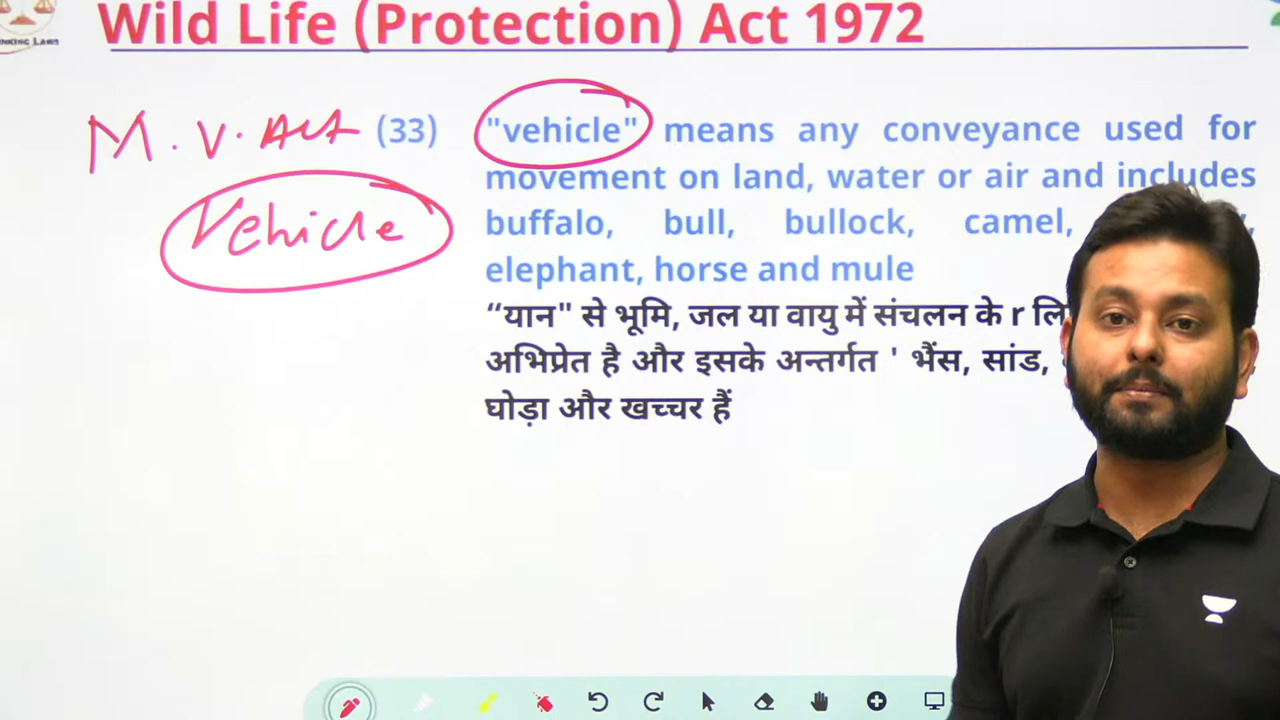 Wild Life (Protection) Act 1972
M. V. Act (33) "vehicle" means any conveyance used for
Vehicle
movement on land, water or air and includes
buffalo, bull, bullock, camel,
elephant, horse and mule
“यान" से भूमि, जल या वायु में संचलन के r
अभिप्रेत है और इसके अन्तर्गत ' भैंस, सांड,
घोड़ा और खच्चर हैं